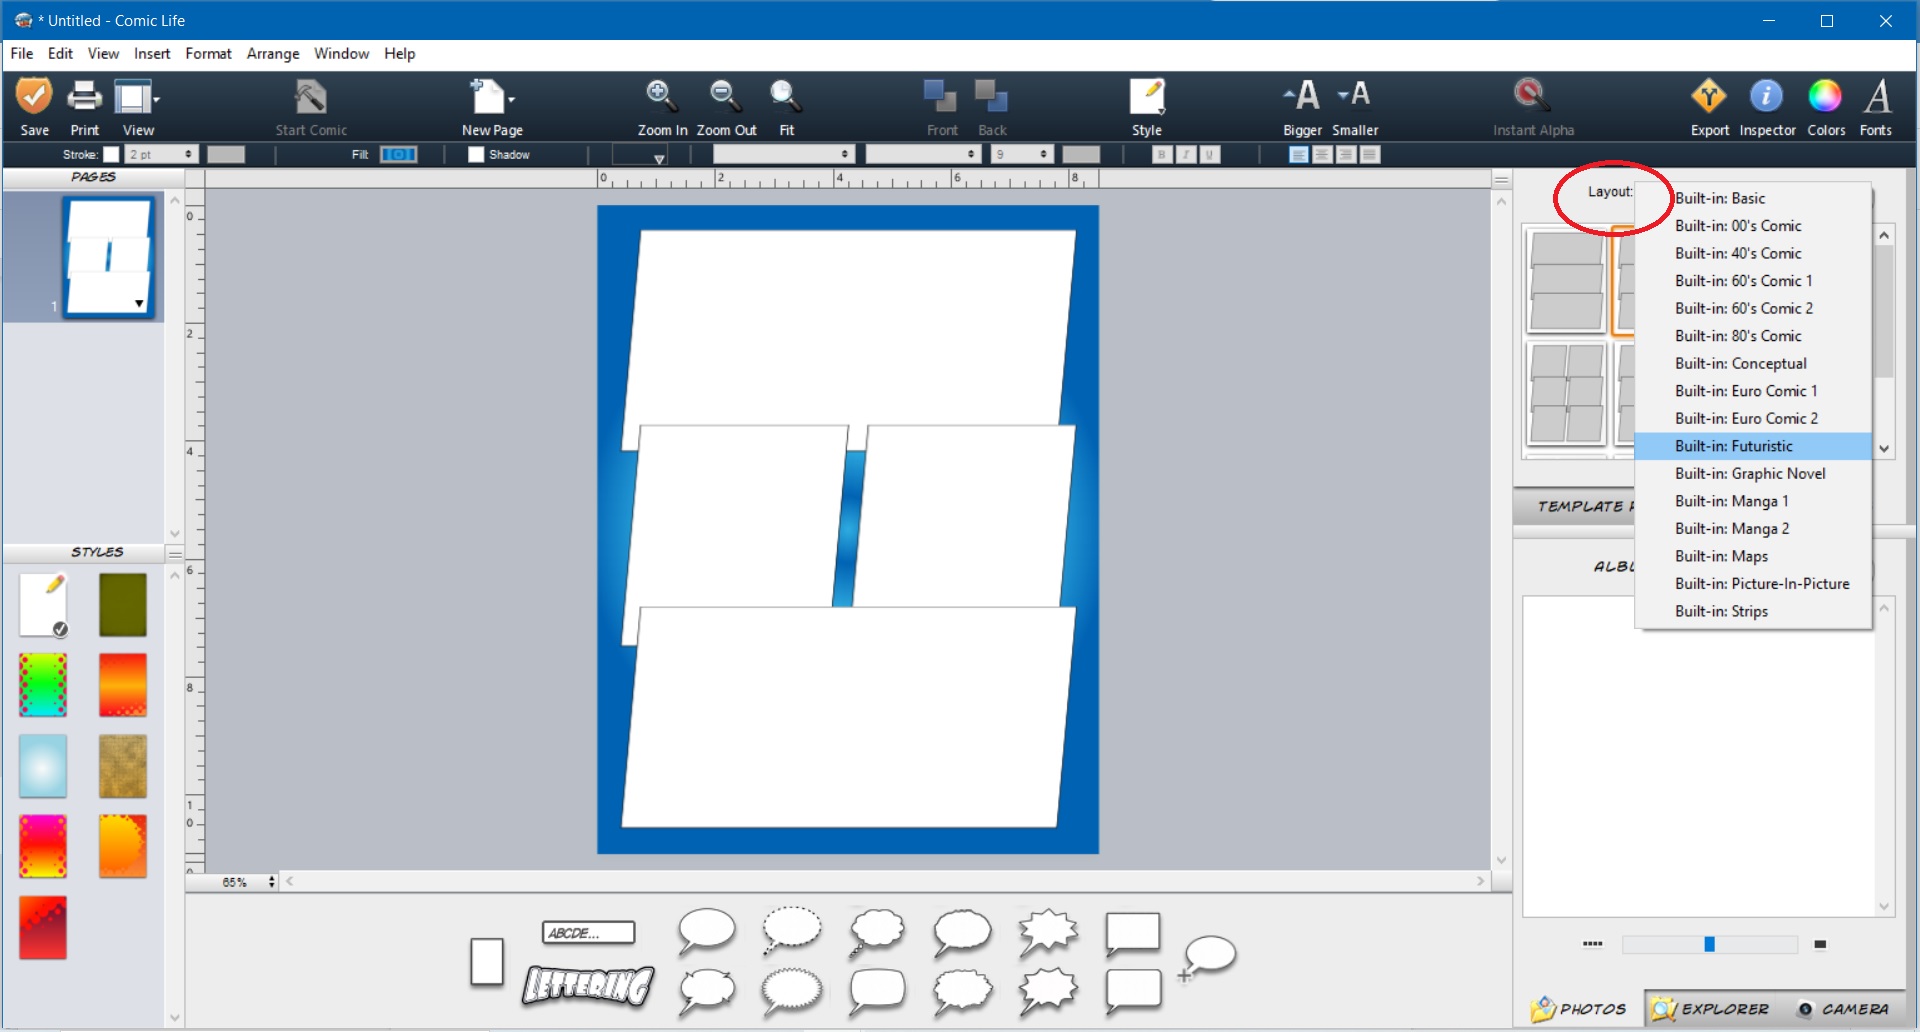 * Untitled - Comic Life
File Edit View Insert Format Arrange Window Help
Save Print View Start Comic New Page Zoom In Zoom Out Fit Front Back Style Bigger Smaller Instant Alpha Export Inspector Colors Fonts
Stroke: 2 pt Fill: Shadow 9 B I U
PAGES
1
0 2 4 6 8
0
2
4
6
8
1
0
Layout:
Built-in: Basic
Built-in: 00's Comic
Built-in: 40's Comic
Built-in: 60's Comic 1
Built-in: 60's Comic 2
Built-in: 80's Comic
Built-in: Conceptual
Built-in: Euro Comic 1
Built-in: Euro Comic 2
Built-in: Futuristic
Built-in: Graphic Novel
Built-in: Manga 1
Built-in: Manga 2
Built-in: Maps
Built-in: Picture-In-Picture
Built-in: Strips
TEMPLATE
STYLES
65%
ABCDE...
LETTERING
PHOTOS EXPLORER CAMERA